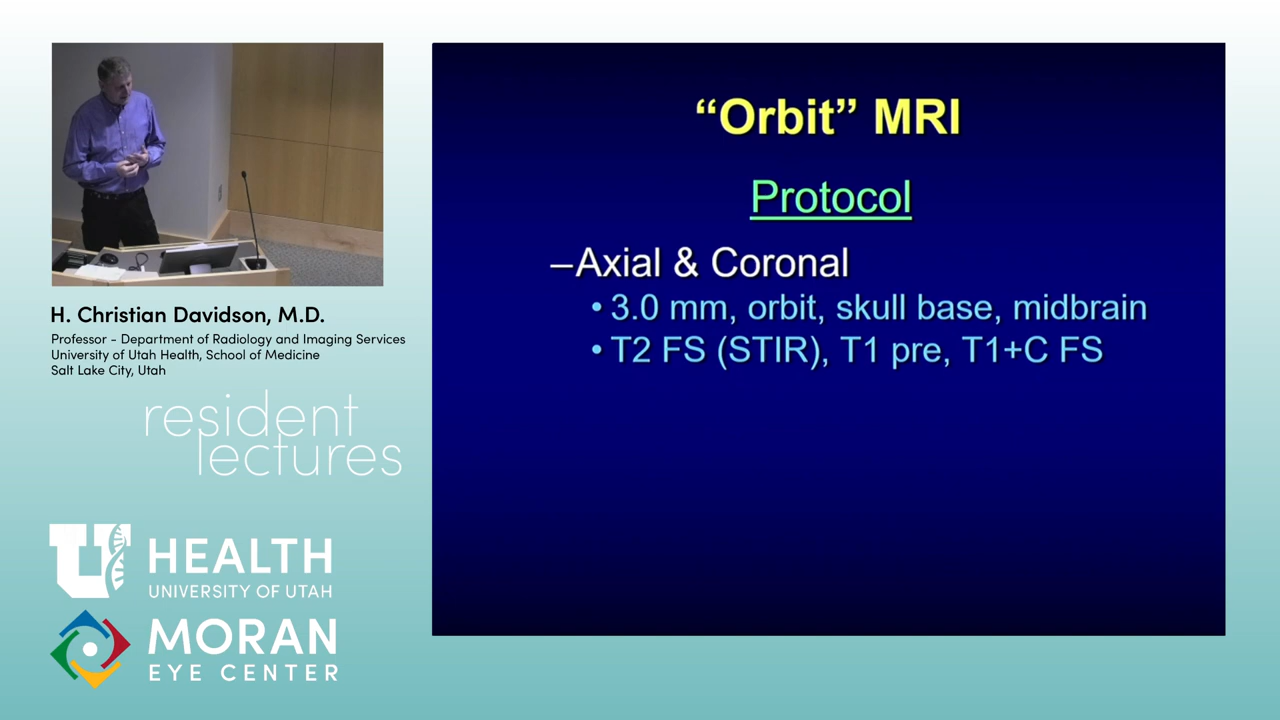 H. Christian Davidson, M.D.
Professor - Department of Radiology and Imaging Services
University of Utah Health, School of Medicine
Salt Lake City, Utah
resident
lectures
U HEALTH
UNIVERSITY OF UTAH
MORAN
EYE CENTER
“Orbit” MRI
Protocol
–Axial & Coronal
• 3.0 mm, orbit, skull base, midbrain
• T2 FS (STIR), T1 pre, T1+C FS